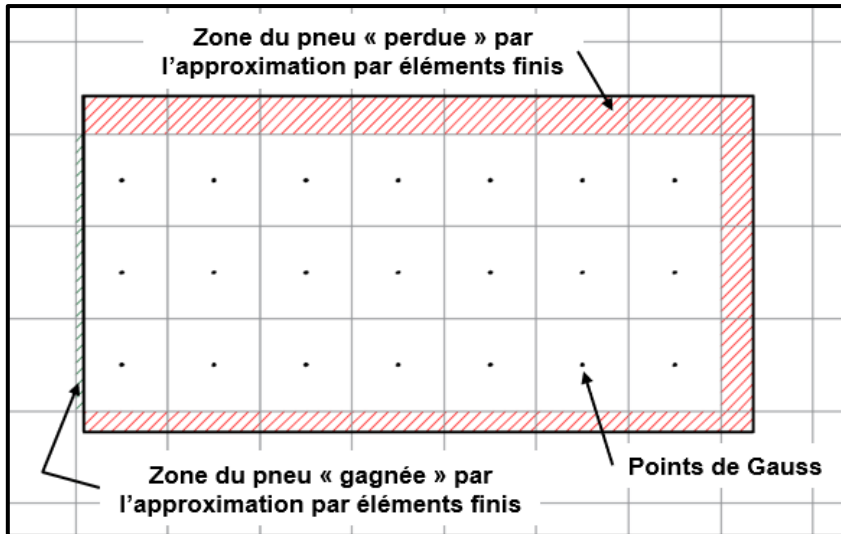 Zone du pneu « perdue » par
l’approximation par éléments finis
Zone du pneu « gagnée » par
l’approximation par éléments finis
Points de Gauss